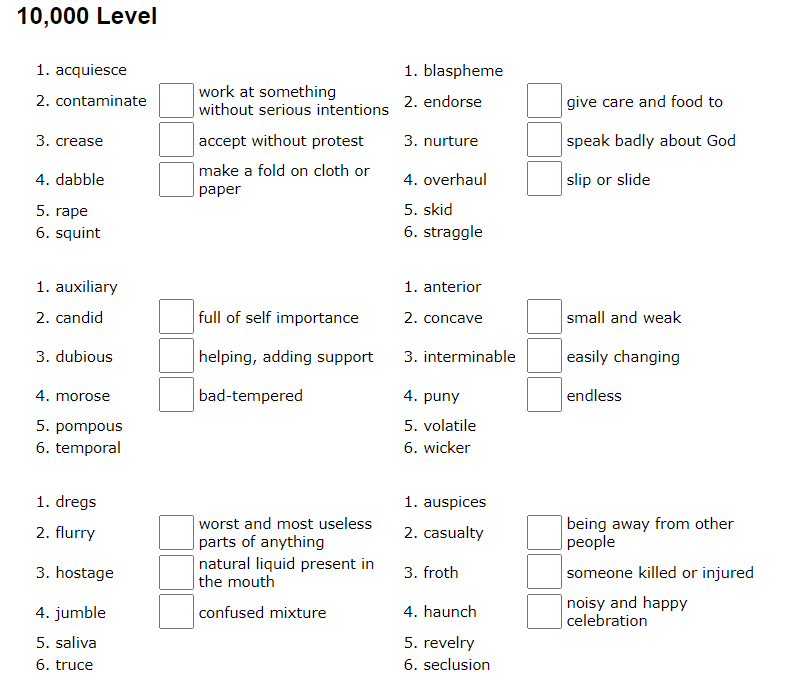 10,000 Level
1. acquiesce
2. contaminate
work at something
without serious intentions
3. crease
accept without protest
4. dabble
make a fold on cloth or
paper
5. rape
6. squint
1. blaspheme
2. endorse
give care and food to
3. nurture
speak badly about God
4. overhaul
slip or slide
5. skid
6. straggle
1. auxiliary
2. candid
full of self importance
3. dubious
helping, adding support
4. morose
bad-tempered
5. pompous
6. temporal
1. anterior
2. concave
small and weak
3. interminable
easily changing
4. puny
endless
5. volatile
6. wicker
1. dregs
2. flurry
worst and most useless
parts of anything
3. hostage
natural liquid present in
the mouth
4. jumble
confused mixture
5. saliva
6. truce
1. auspices
2. casualty
being away from other
people
3. froth
someone killed or injured
4. haunch
noisy and happy
celebration
5. revelry
6. seclusion